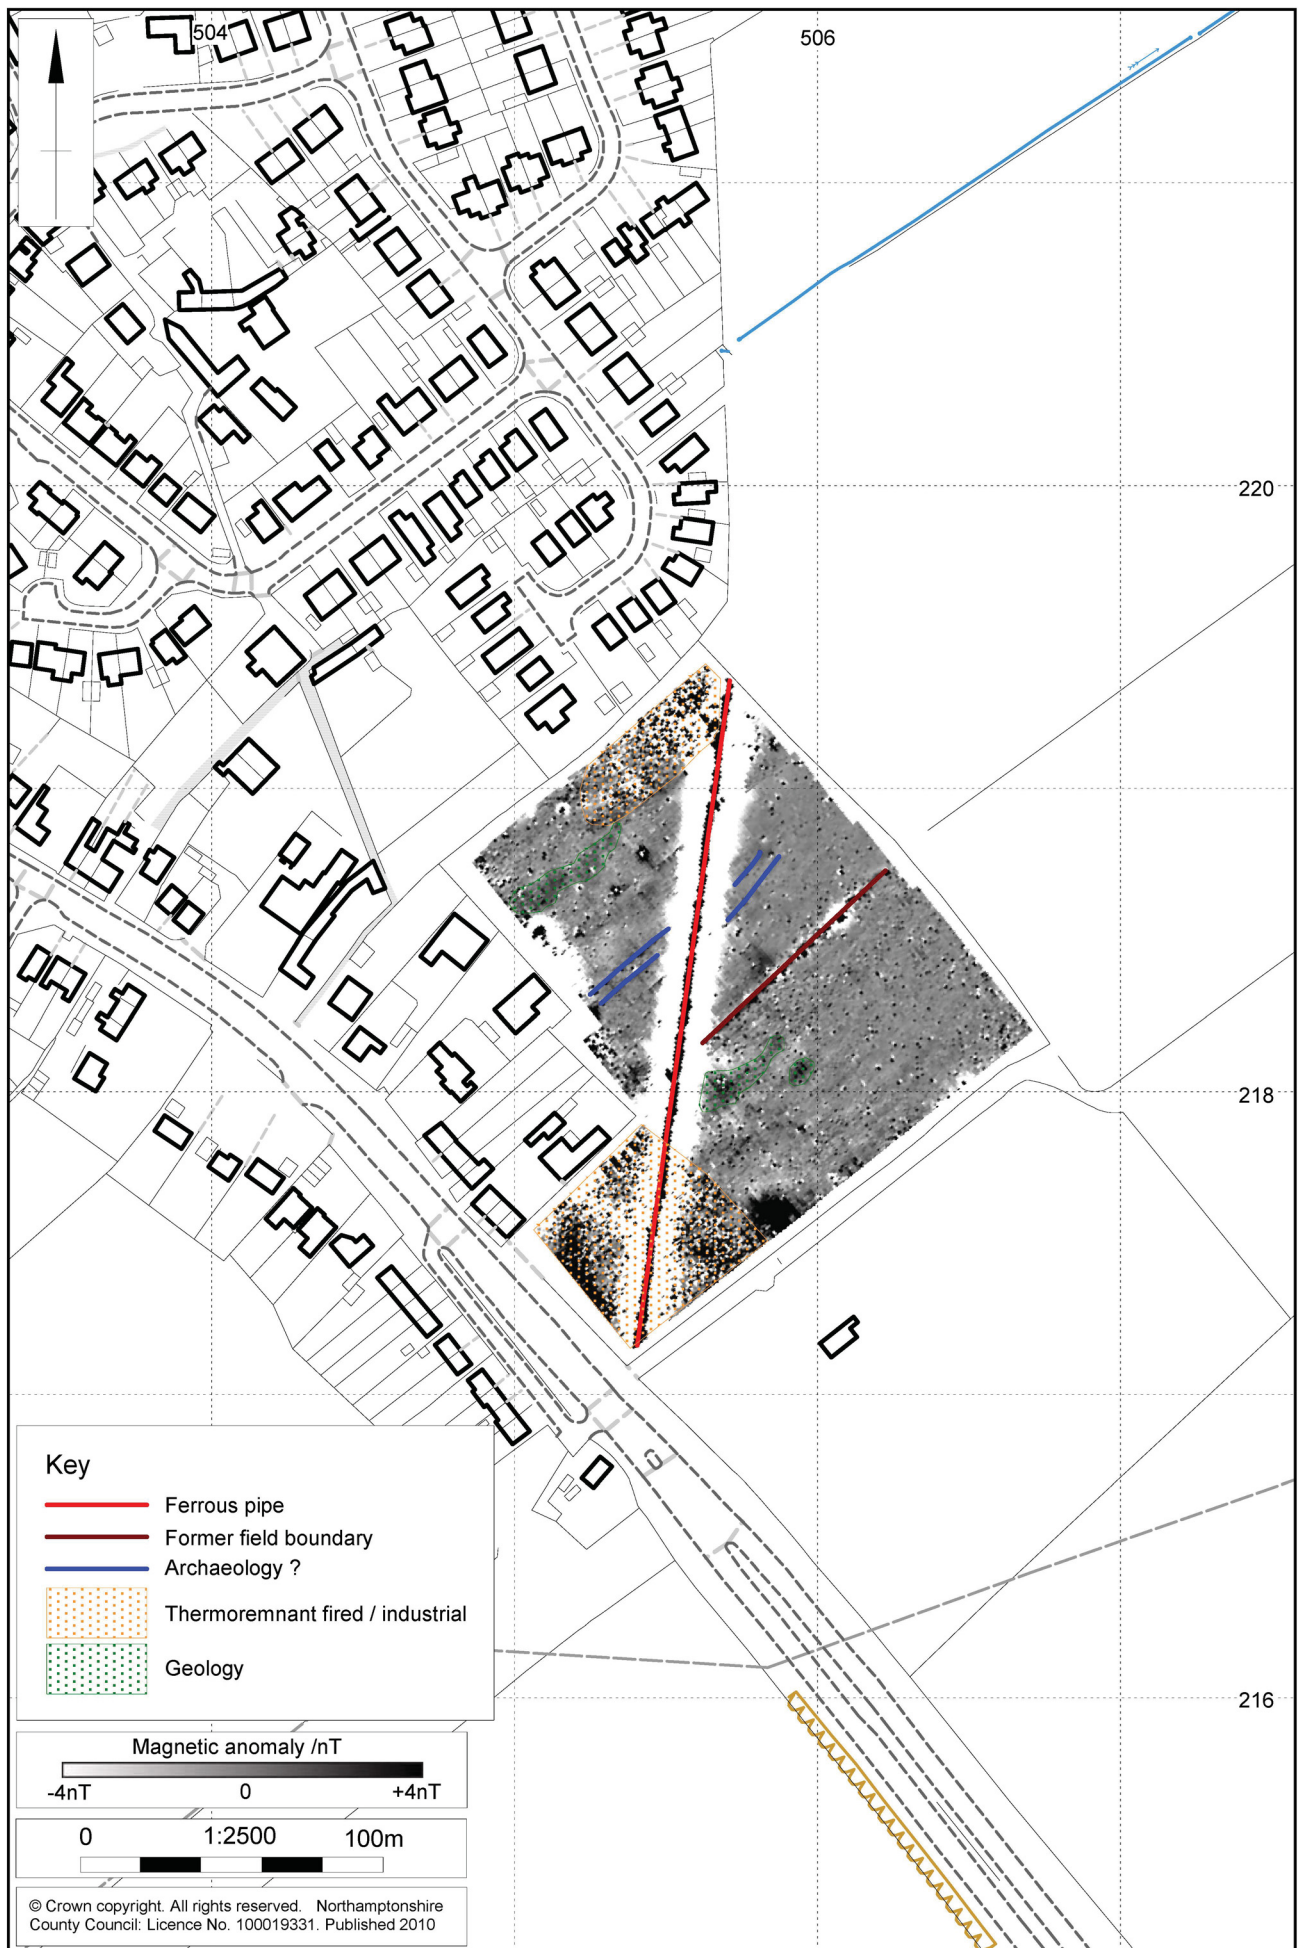 504
506
220
218
216
Key
Ferrous pipe
Former field boundary
Archaeology ?
Thermoremnant fired / industrial
Geology
Magnetic anomaly /nT
-4nT 0 +4nT
0 1:2500 100m
© Crown copyright. All rights reserved. Northamptonshire
County Council: Licence No. 100019331. Published 2010